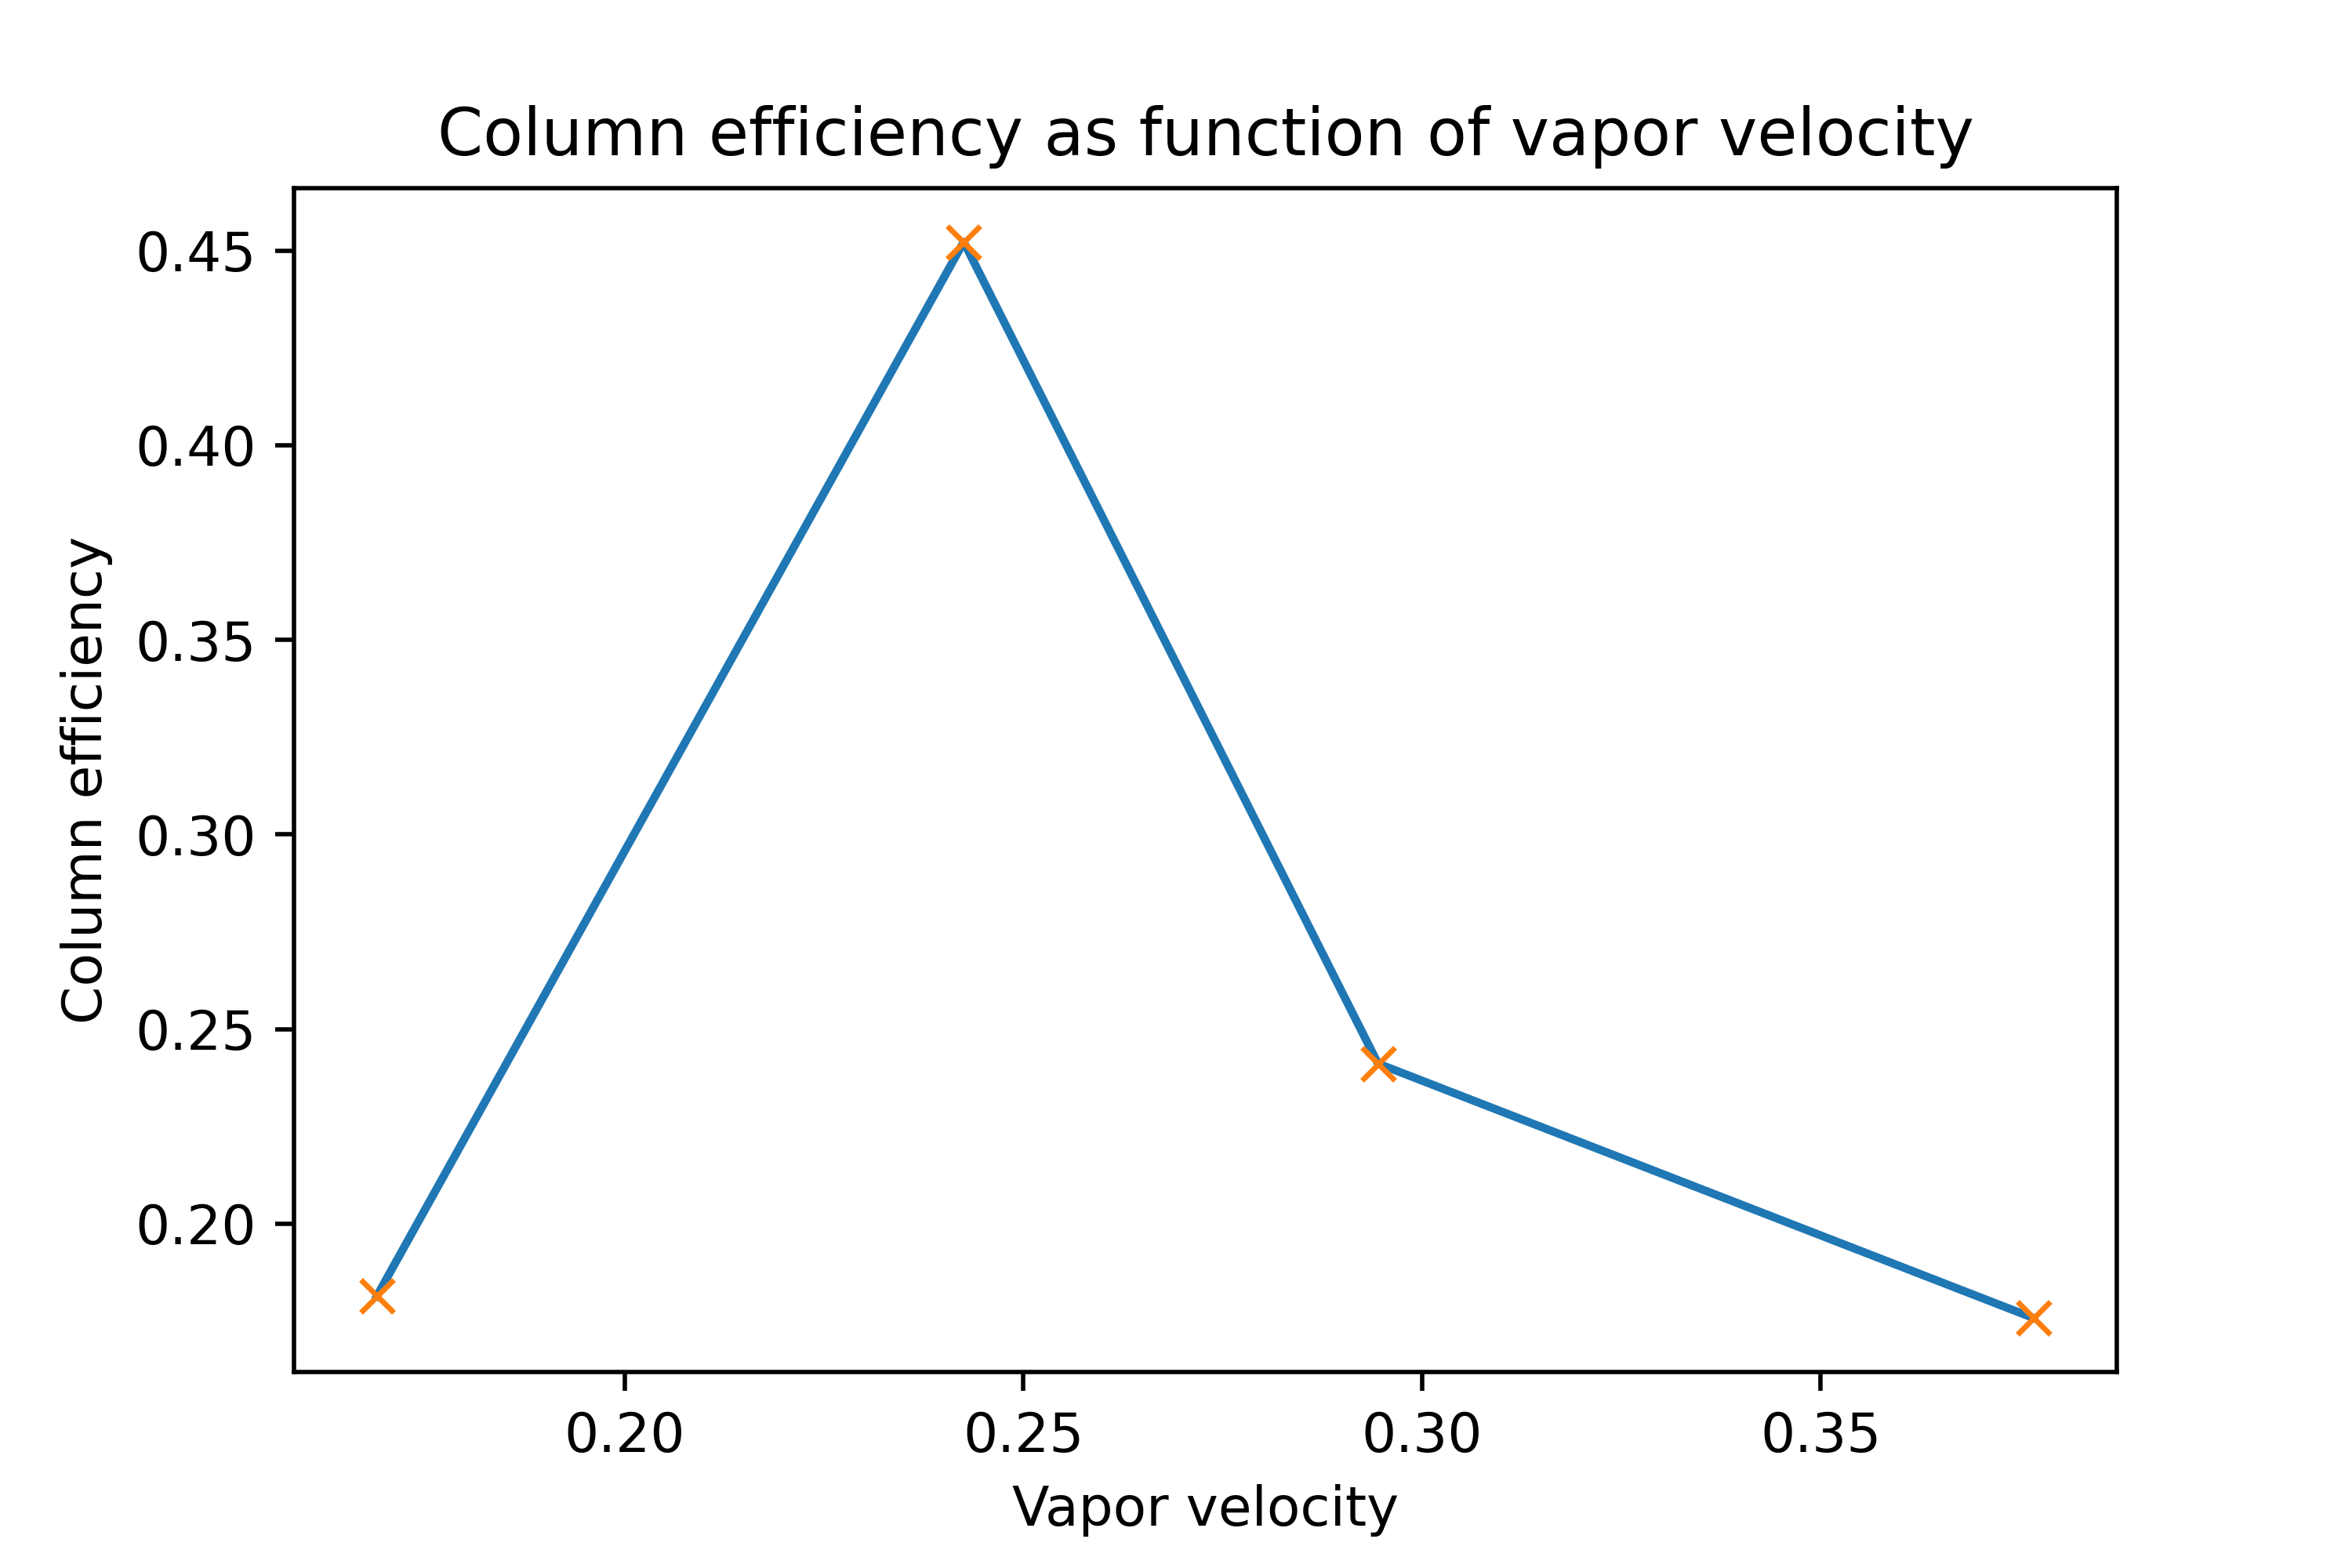 Column efficiency as function of vapor velocity
0.45
0.40
0.35
0.30
0.25
0.20
Column efficiency
0.20 0.25 0.30 0.35
Vapor velocity